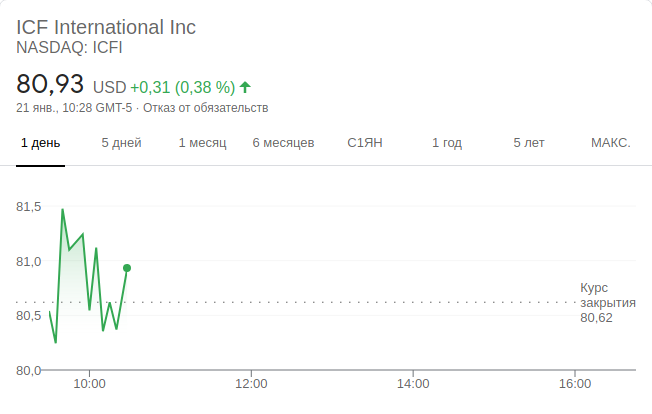 ICF International Inc
NASDAQ: ICFI
80,93 USD +0,31 (0,38 %)
21 янв., 10:28 GMT-5 · Отказ от обязательств
1 день 5 дней 1 месяц 6 месяцев С1ЯН 1 год 5 лет МАКС.
81,5
81,0
Курс
закрытия
80,62
80,5
80,0
10:00 12:00 14:00 16:00